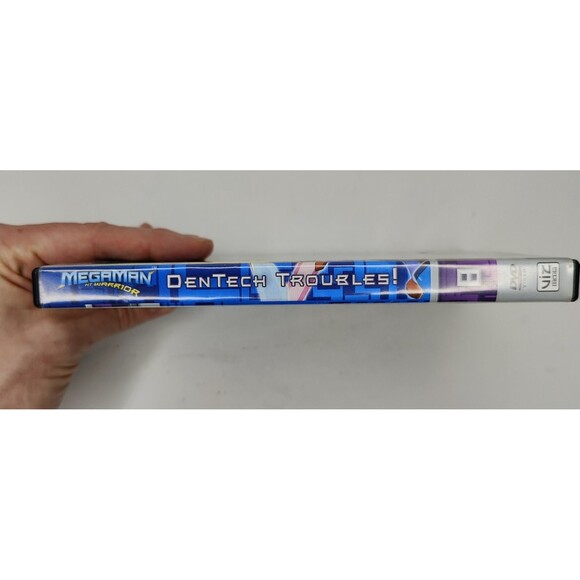 MEGAMAN
NT WARRIOR
DENTECH TROUBLES!
DVD
VIZ